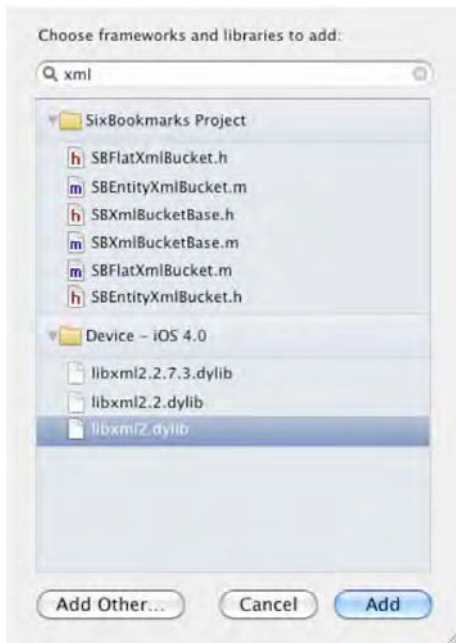 Choose frameworks and libraries to add:
xml
SixBookmarks Project
h SBFlatXmlBucket.h
m SBEntityXmlBucket.m
h SBXmlBucketBase.h
m SBXmlBucketBase.m
m SBFlatXmlBucket.m
h SBEntityXmlBucket.h
Device – iOS 4.0
libxml2.2.7.3.dylib
libxml2.2.dylib
libxml2.dylib
Add Other... Cancel Add